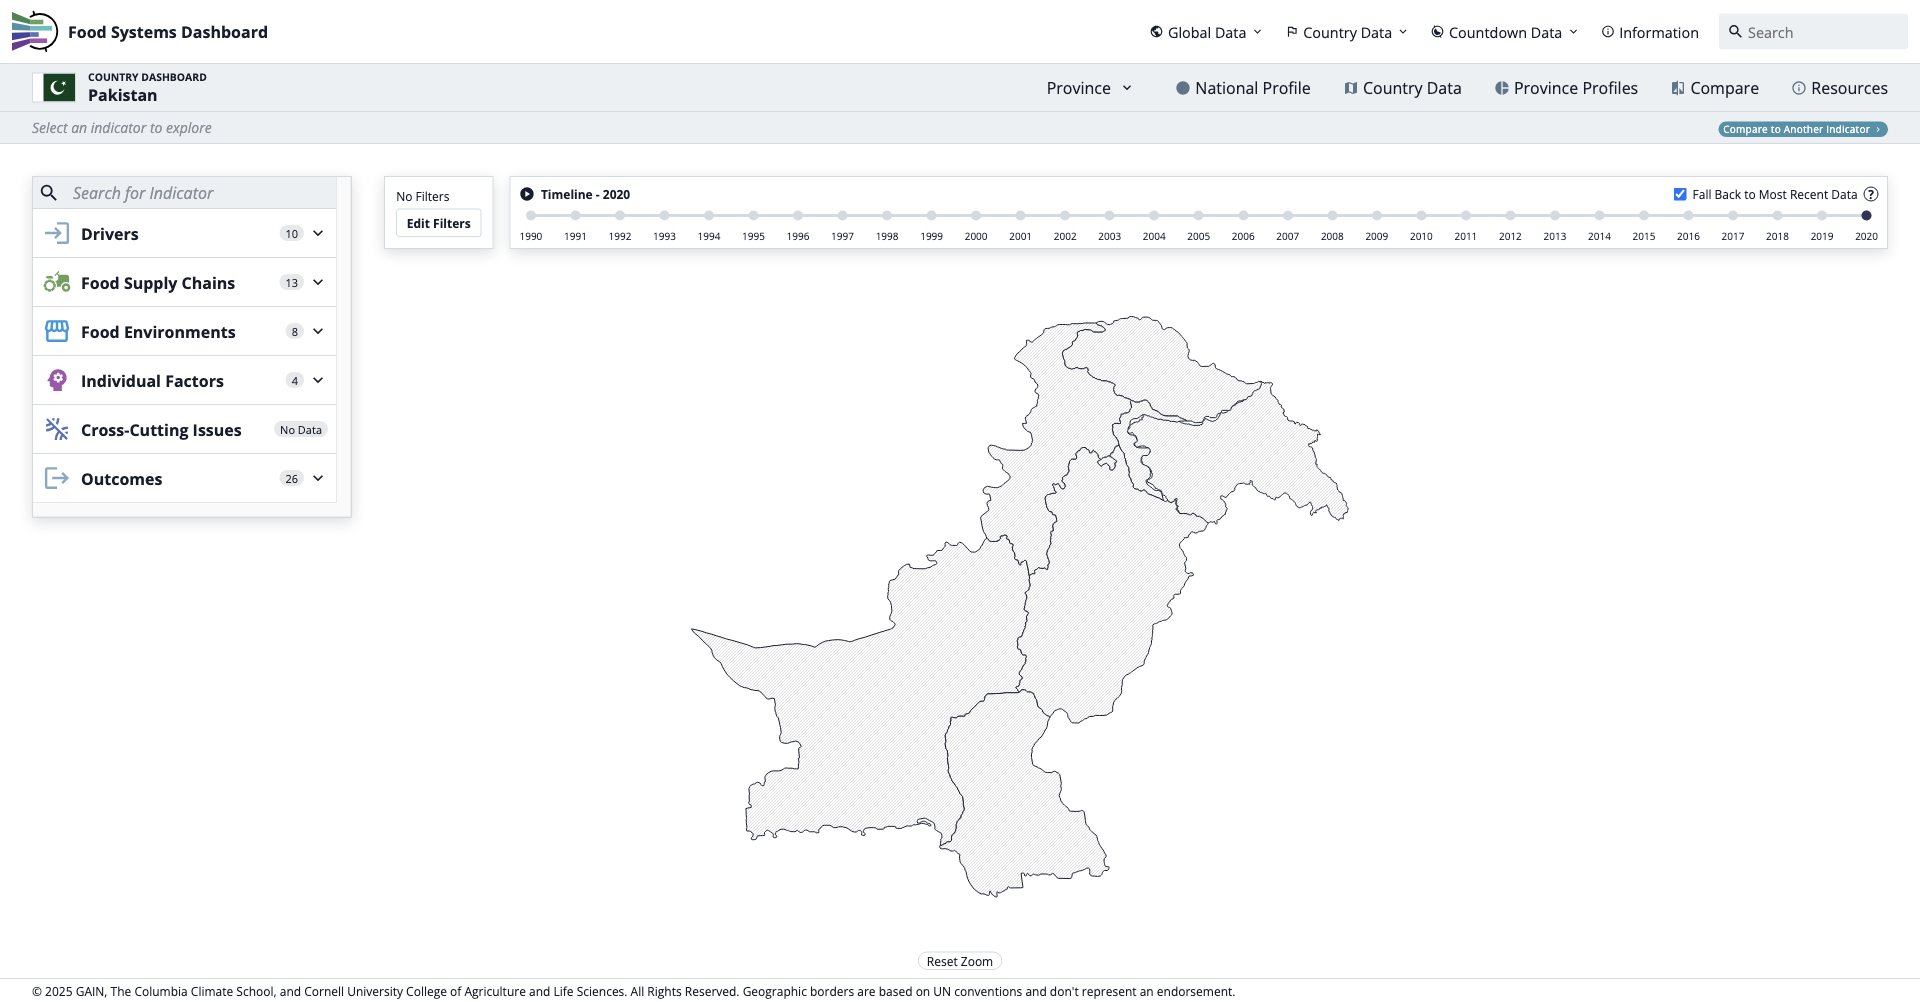 Food Systems Dashboard
Global Data
Country Data
Countdown Data
Information
Search
COUNTRY DASHBOARD
Pakistan
Province
National Profile
Country Data
Province Profiles
Compare
Resources
Select an indicator to explore
Compare to Another Indicator ›
Search for Indicator
Drivers 10
Food Supply Chains 13
Food Environments 8
Individual Factors 4
Cross-Cutting Issues No Data
Outcomes 26
No Filters
Edit Filters
Timeline - 2020
Fall Back to Most Recent Data ?
1990 1991 1992 1993 1994 1995 1996 1997 1998 1999 2000 2001 2002 2003 2004 2005 2006 2007 2008 2009 2010 2011 2012 2013 2014 2015 2016 2017 2018 2019 2020
Reset Zoom
© 2025 GAIN, The Columbia Climate School, and Cornell University College of Agriculture and Life Sciences. All Rights Reserved. Geographic borders are based on UN conventions and don't represent an endorsement.